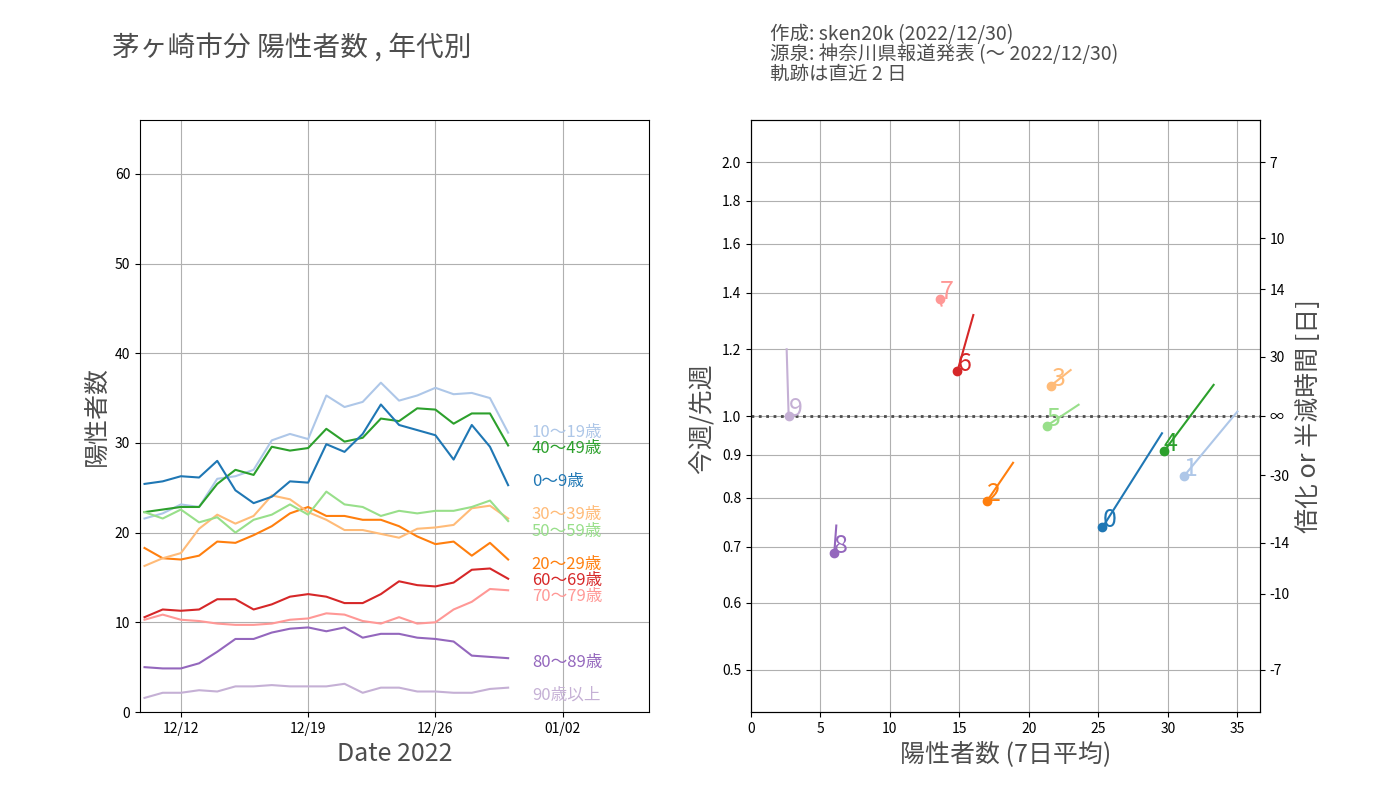 茅ヶ崎市分 陽性者数 , 年代別
作成: sken20k (2022/12/30)
源泉: 神奈川県報道発表 (〜 2022/12/30)
軌跡は直近 2 日
陽性者数
60
50
40
30
20
10
0
10〜19歳
40〜49歳
0〜9歳
30〜39歳
50〜59歳
20〜29歳
60〜69歳
70〜79歳
80〜89歳
90歳以上
12/12
12/19
12/26
01/02
Date 2022
今週/先週
2.0
1.8
1.6
1.4
1.2
1.0
0.9
0.8
0.7
0.6
0.5
7
6
3
9
5
4
1
2
0
8
7
10
14
30
∞
-30
-14
-10
-7
倍化 or 半減時間 [日]
0
5
10
15
20
25
30
35
陽性者数 (7日平均)